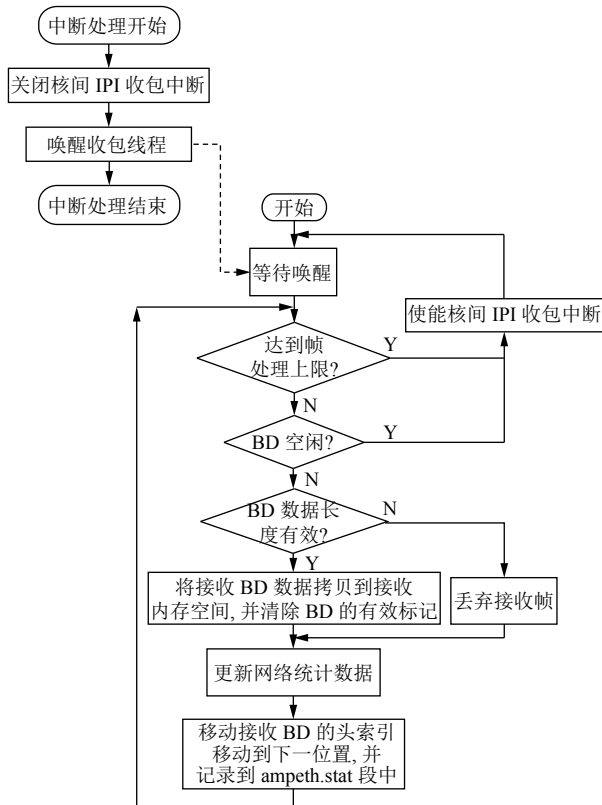 中断处理开始
关闭核间 IPI 收包中断
唤醒收包线程
中断处理结束
开始
等待唤醒
使能核间 IPI 收包中断
达到帧
处理上限?
Y
N
BD 空闲?
Y
N
BD 数据长
度有效?
N
Y
将接收 BD 数据拷贝到接收
内存空间, 并清除 BD 的有效标记
丢弃接收帧
更新网络统计数据
移动接收 BD 的头索引
移动到下一位置, 并
记录到 ampeth.stat 段中